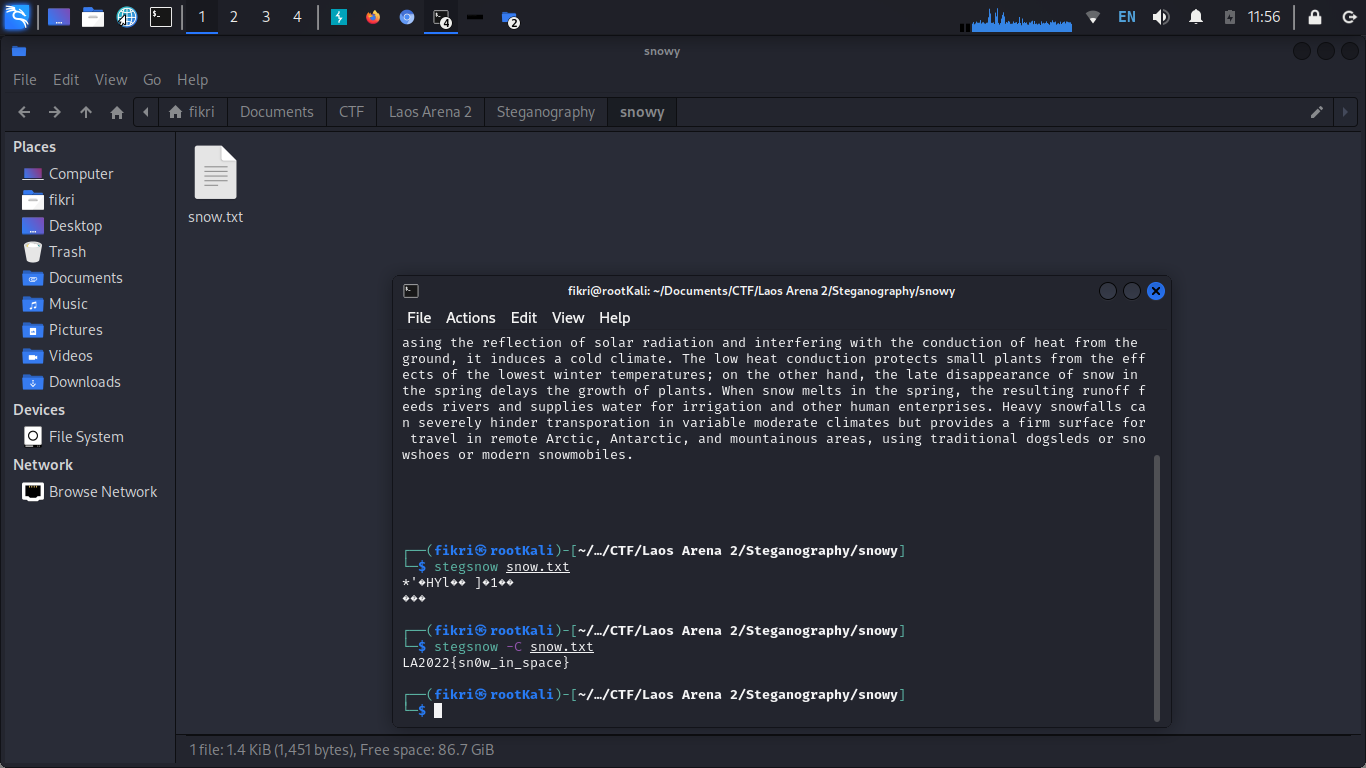 1 2 3 4 4 2 EN 11:56
snowy
File Edit View Go Help
fikri Documents CTF Laos Arena 2 Steganography snowy
Places
Computer
fikri
Desktop
Trash
Documents
Music
Pictures
Videos
Downloads
Devices
File System
Network
Browse Network
snow.txt
fikri@rootKali: ~/Documents/CTF/Laos Arena 2/Steganography/snowy
File Actions Edit View Help
asing the reflection of solar radiation and interfering with the conduction of heat from the
ground, it induces a cold climate. The low heat conduction protects small plants from the eff
ects of the lowest winter temperatures; on the other hand, the late disappearance of snow in
the spring delays the growth of plants. When snow melts in the spring, the resulting runoff f
eeds rivers and supplies water for irrigation and other human enterprises. Heavy snowfalls ca
n severely hinder transporation in variable moderate climates but provides a firm surface for
 travel in remote Arctic, Antarctic, and mountainous areas, using traditional dogsleds or sno
wshoes or modern snowmobiles.
┌──(fikri㉿rootKali)-[~/…/CTF/Laos Arena 2/Steganography/snowy]
└─$ stegsnow snow.txt
*'�HYl�� ]�1��
���
┌──(fikri㉿rootKali)-[~/…/CTF/Laos Arena 2/Steganography/snowy]
└─$ stegsnow -C snow.txt
LA2022{sn0w_in_space}
┌──(fikri㉿rootKali)-[~/…/CTF/Laos Arena 2/Steganography/snowy]
└─$
1 file: 1.4 KiB (1,451 bytes), Free space: 86.7 GiB